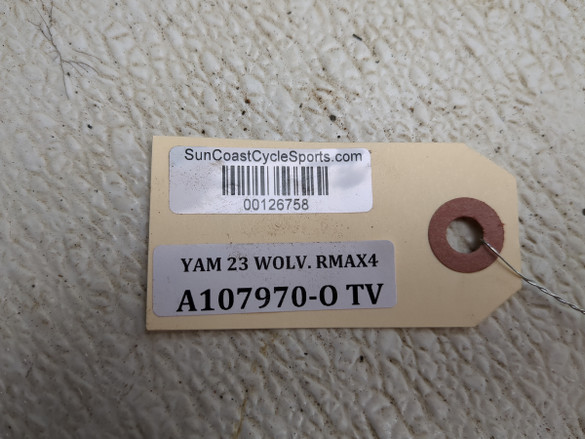 SunCoastCycleSports.com
00126758
YAM 23 WOLV. RMAX4
A107970-O TV